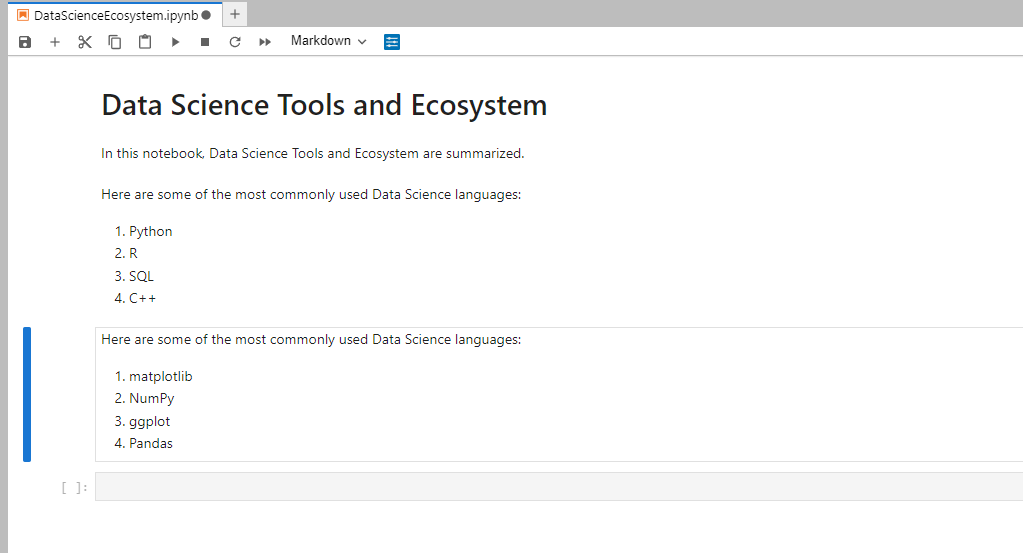 DataScienceEcosystem.ipynb
Markdown
Data Science Tools and Ecosystem
In this notebook, Data Science Tools and Ecosystem are summarized.
Here are some of the most commonly used Data Science languages:
1. Python
2. R
3. SQL
4. C++
Here are some of the most commonly used Data Science languages:
1. matplotlib
2. NumPy
3. ggplot
4. Pandas
[ ]: